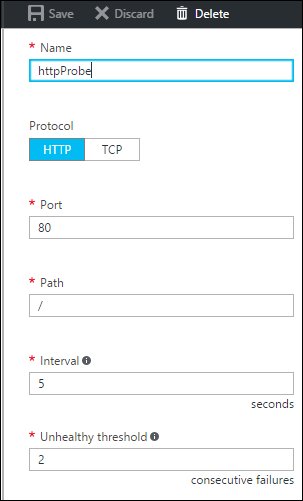 Save Discard Delete
* Name
httpProbe
Protocol
HTTP TCP
* Port
80
* Path
/
* Interval
5
seconds
* Unhealthy threshold
2
consecutive failures